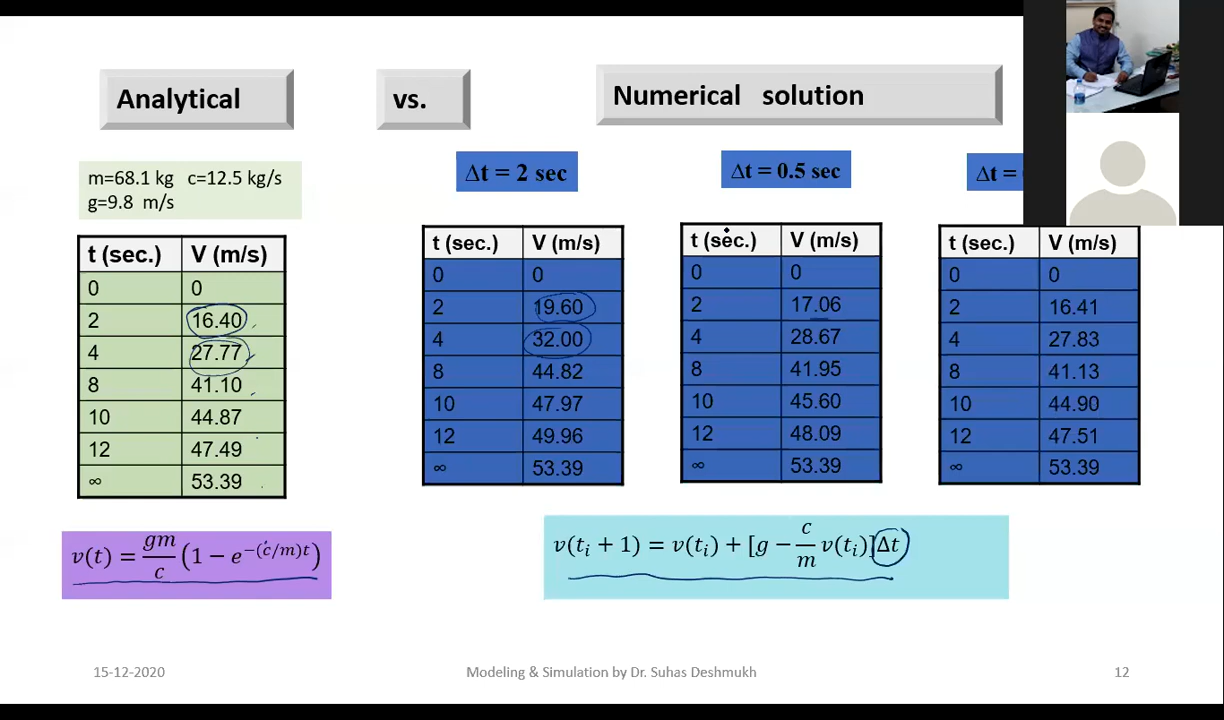 Analytical
vs.
Numerical solution
m=68.1 kg c=12.5 kg/s
g=9.8 m/s
Δt = 2 sec
Δt = 0.5 sec
Δt =
t (sec.) V (m/s)
0 0
2 16.40
4 27.77
8 41.10
10 44.87
12 47.49
∞ 53.39
t (sec.) V (m/s)
0 0
2 19.60
4 32.00
8 44.82
10 47.97
12 49.96
∞ 53.39
t (sec.) V (m/s)
0 0
2 17.06
4 28.67
8 41.95
10 45.60
12 48.09
∞ 53.39
t (sec.) V (m/s)
0 0
2 16.41
4 27.83
8 41.13
10 44.90
12 47.51
∞ 53.39
v(t) = gm/c (1 − e^−(c/m)t)
v(tᵢ + 1) = v(tᵢ) + [g − c/m v(tᵢ)]Δt
15-12-2020
Modeling & Simulation by Dr. Suhas Deshmukh
12